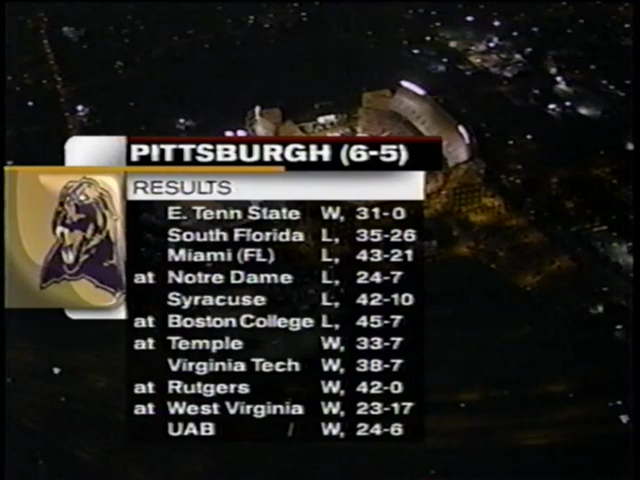 PITTSBURGH (6-5)
RESULTS
E. Tenn State W, 31-0
South Florida L, 35-26
Miami (FL) L, 43-21
at Notre Dame L, 24-7
Syracuse L, 42-10
at Boston College L, 45-7
at Temple W, 33-7
Virginia Tech W, 38-7
at Rutgers W, 42-0
at West Virginia W, 23-17
UAB W, 24-6